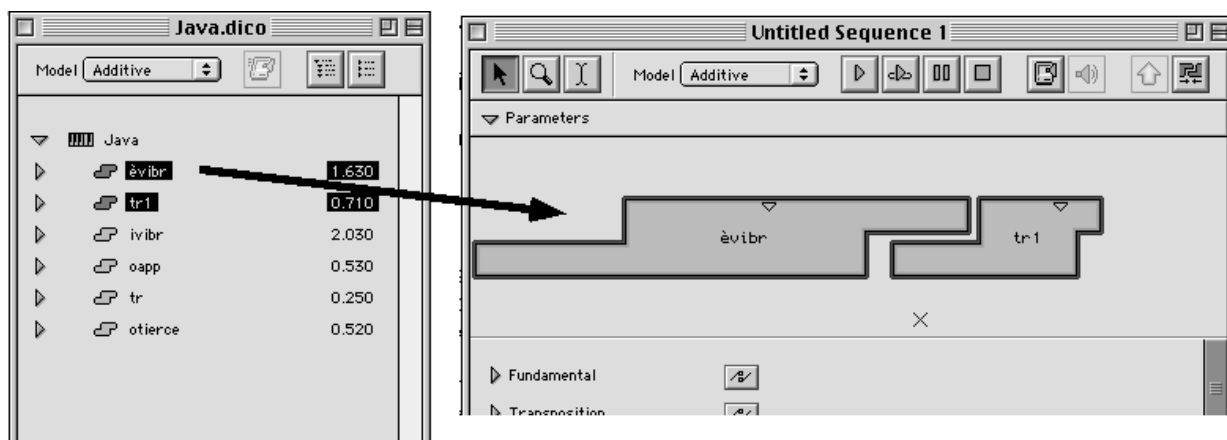 Java.dico
Model Additive
Java
èvibr 1.630
tr1 0.710
ivibr 2.030
oapp 0.530
tr 0.250
otierce 0.520
Untitled Sequence 1
Model Additive
Parameters
èvibr tr1
Fundamental
Transposition